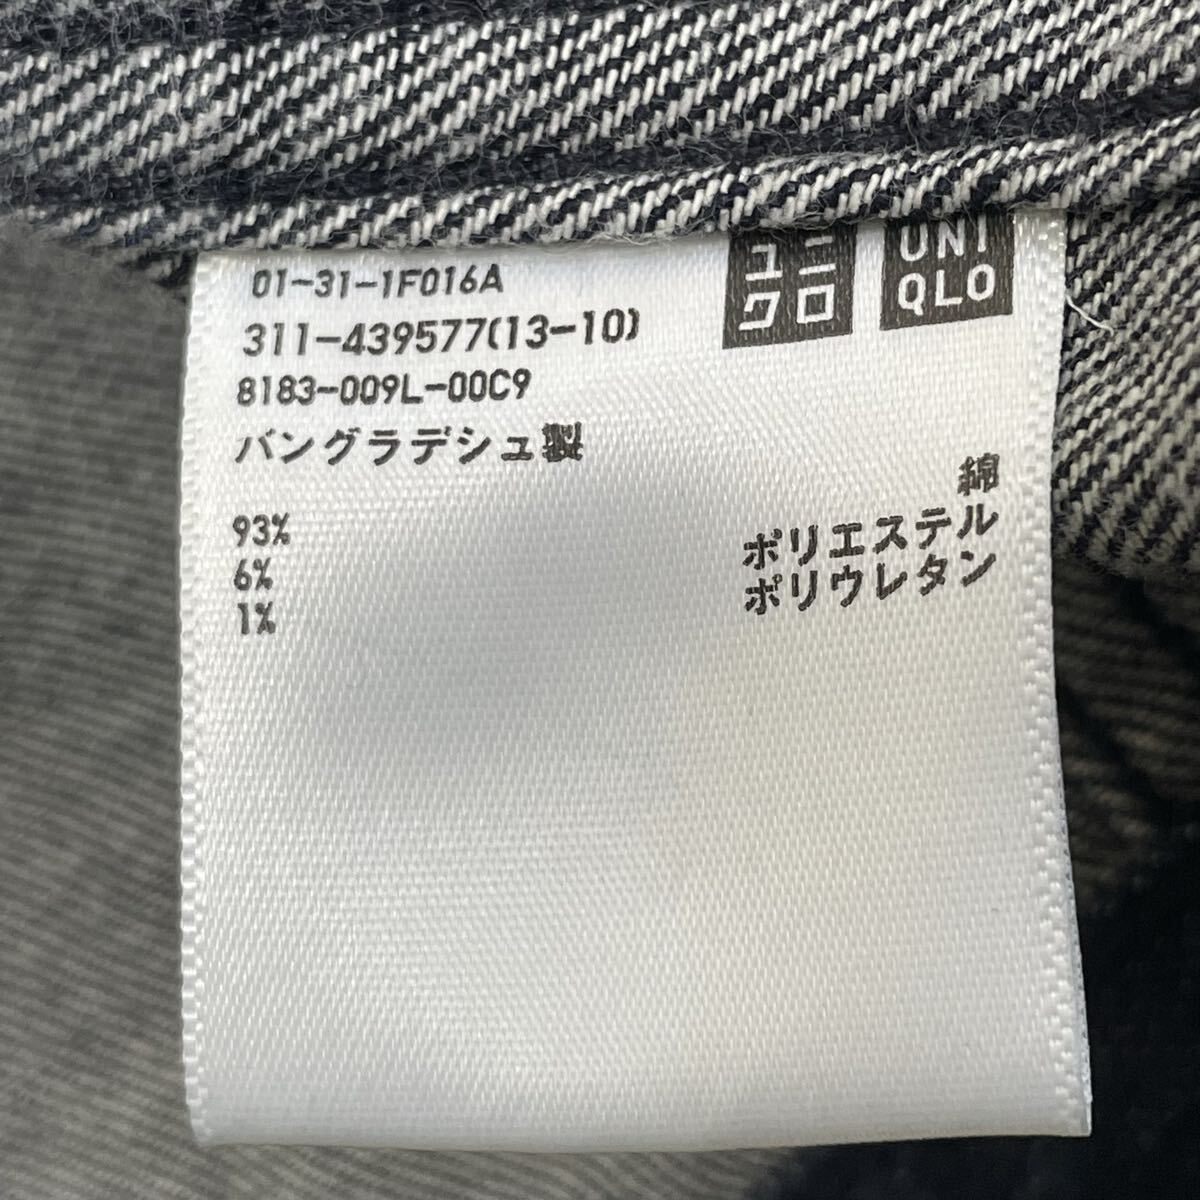 01-31-1F016A
311-439577(13-10)
8183-009L-00C9
バングラデシュ製
ユニ
クロ
UNI
QLO
93% 綿
6% ポリエステル
1% ポリウレタン